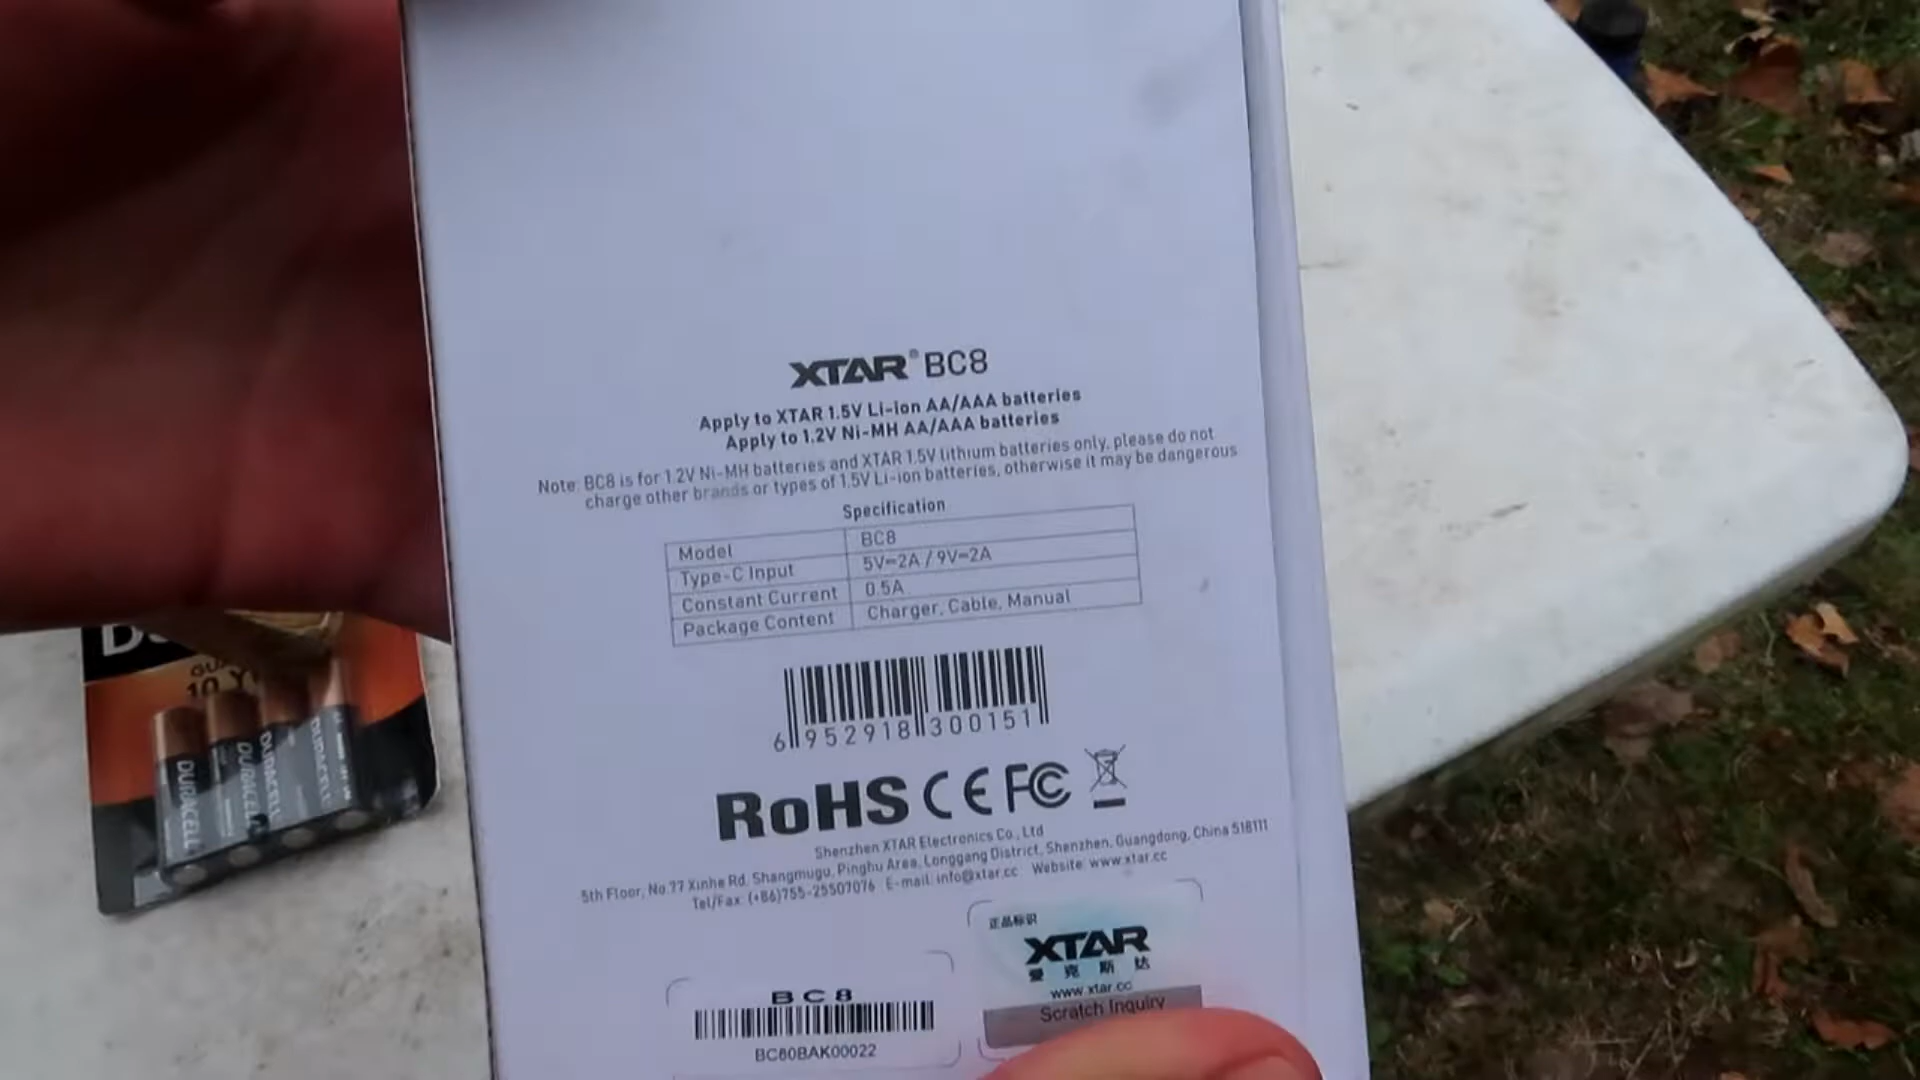 XTAR® BC8
Apply to XTAR 1.5V Li-ion AA/AAA batteries
Apply to 1.2V Ni-MH AA/AAA batteries
Note: BC8 is for 1.2V Ni-MH batteries and XTAR 1.5V lithium batteries only, please do not
charge other brands or types of 1.5V Li-ion batteries, otherwise it may be dangerous
Specification
Model BC8
Type-C Input 5V=2A / 9V=2A
Constant Current 0.5A
Package Content Charger, Cable, Manual
6 952918 300151
RoHS CE FC
Shenzhen XTAR Electronics Co., Ltd
5th Floor, No.77 Xinhe Rd. Shangmugu, Pinghu Area, Longgang District, Shenzhen, Guangdong, China 518111
Tel/Fax: (+86)755-25507076 E-mail: info@xtar.cc Website: www.xtar.cc
正品标识
XTAR
爱克斯达
www.xtar.cc
Scratch Inquiry
BC8
BC80BAK00022
10
DURACELL
DURACELL
DURACELL
DURACELL